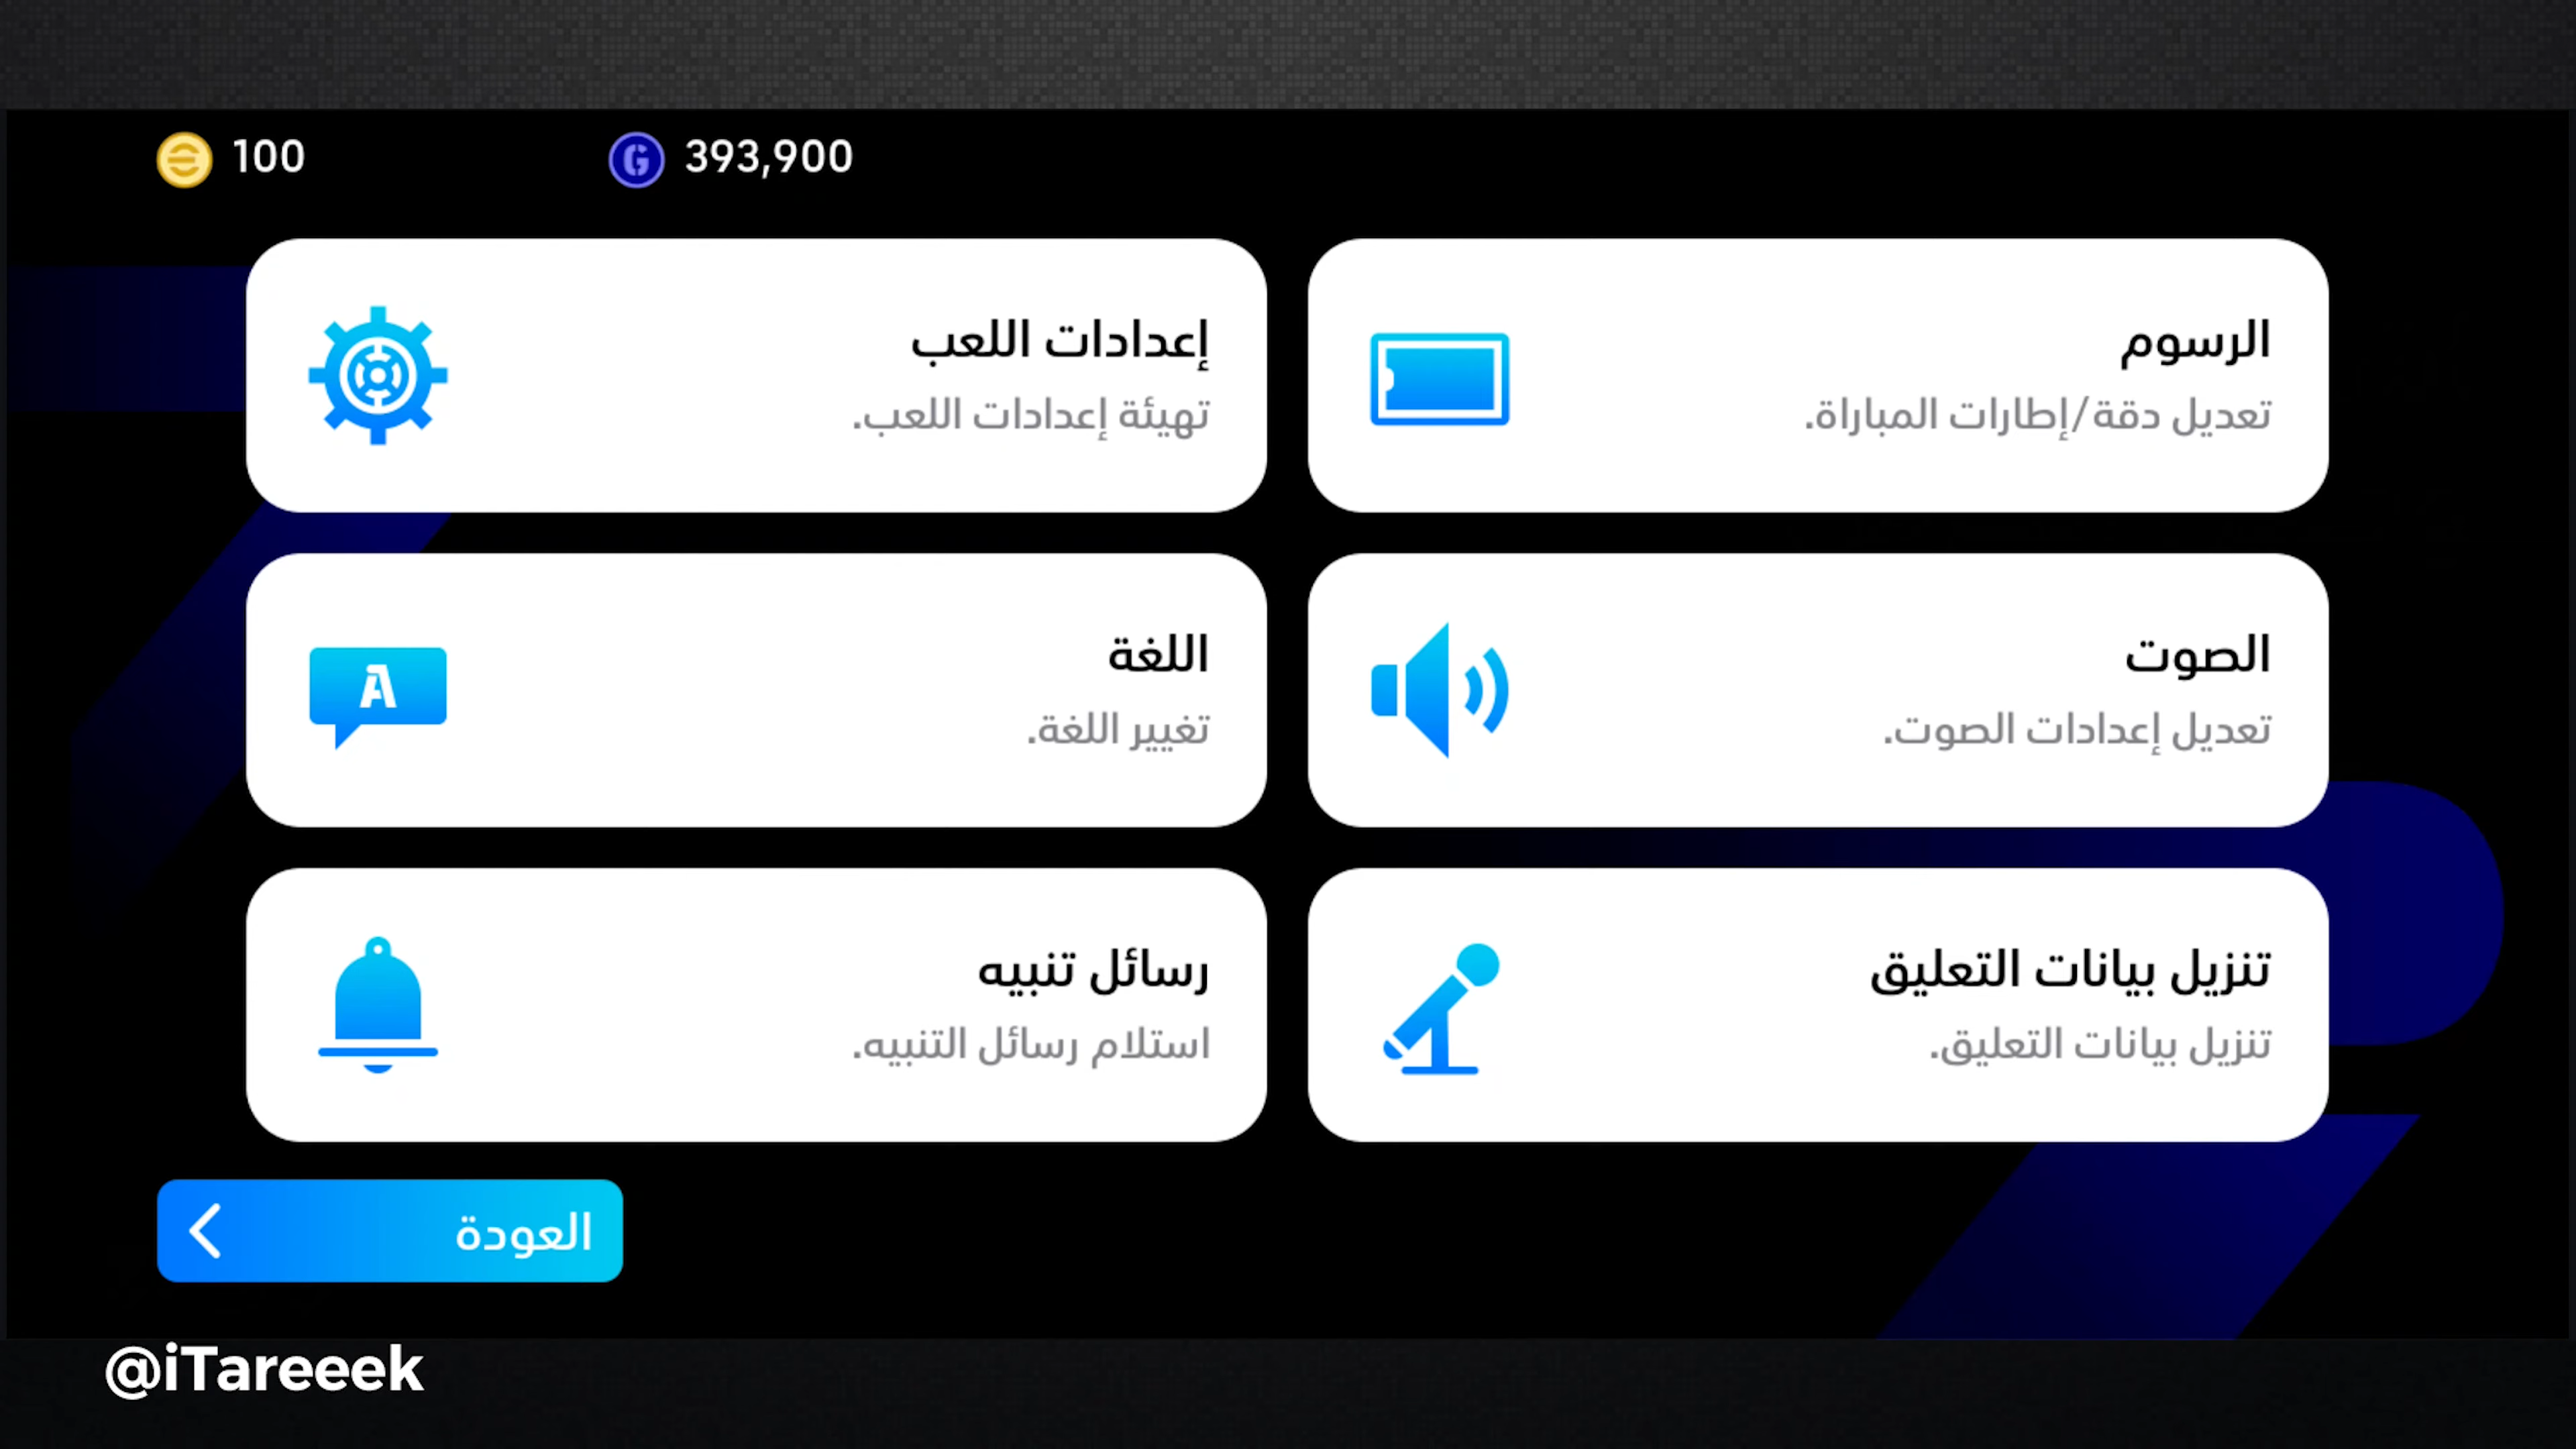 100
393,900
الرسوم
تعديل دقة/إطارات المباراة.
إعدادات اللعب
تهيئة إعدادات اللعب.
الصوت
تعديل إعدادات الصوت.
اللغة
A
تغيير اللغة.
تنزيل بيانات التعليق
تنزيل بيانات التعليق.
رسائل تنبيه
استلام رسائل التنبيه.
العودة
@iTareeek